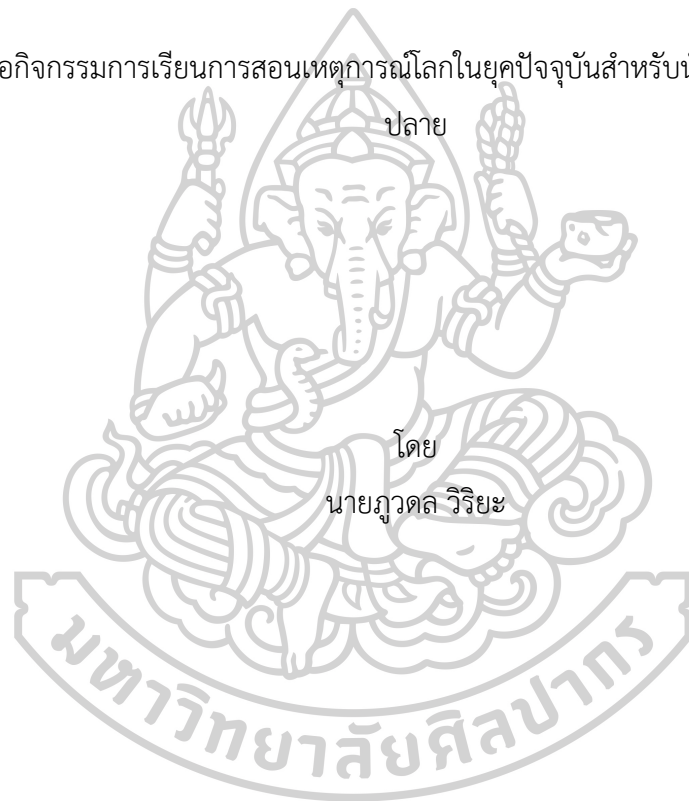 อกิจกรรมการเรียนการสอนเหตุการณ์โลกในยุคปัจจุบันสำหรับ
ปลาย
โดย
นายภูวดล วิริยะ
มหาวิทยาลัยศิลปากร